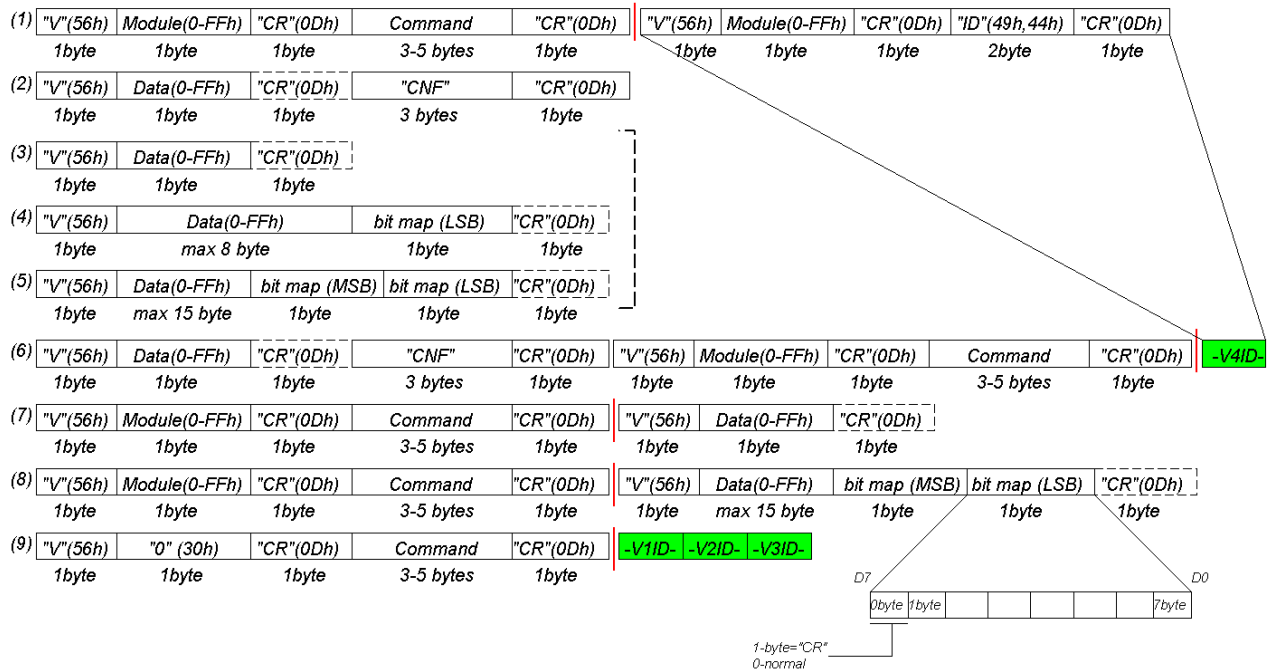 (1) "V"(56h) Module(0-FFh) "CR"(0Dh) Command "CR"(0Dh) "V"(56h) Module(0-FFh) "CR"(0Dh) "ID"(49h,44h) "CR"(0Dh)
1byte 1byte 1byte 3-5 bytes 1byte 1byte 1byte 1byte 2byte 1byte
(2) "V"(56h) Data(0-FFh) "CR"(0Dh) "CNF" "CR"(0Dh)
1byte 1byte 1byte 3 bytes 1byte
(3) "V"(56h) Data(0-FFh) "CR"(0Dh)
1byte 1byte 1byte
(4) "V"(56h) Data(0-FFh) bit map (LSB) "CR"(0Dh)
1byte max 8 byte 1byte 1byte
(5) "V"(56h) Data(0-FFh) bit map (MSB) bit map (LSB) "CR"(0Dh)
1byte max 15 byte 1byte 1byte 1byte
(6) "V"(56h) Data(0-FFh) "CR"(0Dh) "CNF" "CR"(0Dh) "V"(56h) Module(0-FFh) "CR"(0Dh) Command "CR"(0Dh) -V4ID-
1byte 1byte 1byte 3 bytes 1byte 1byte 1byte 1byte 3-5 bytes 1byte
(7) "V"(56h) Module(0-FFh) "CR"(0Dh) Command "CR"(0Dh) "V"(56h) Data(0-FFh) "CR"(0Dh)
1byte 1byte 1byte 3-5 bytes 1byte 1byte 1byte 1byte
(8) "V"(56h) Module(0-FFh) "CR"(0Dh) Command "CR"(0Dh) "V"(56h) Data(0-FFh) bit map (MSB) bit map (LSB) "CR"(0Dh)
1byte 1byte 1byte 3-5 bytes 1byte 1byte max 15 byte 1byte 1byte 1byte
(9) "V"(56h) "0" (30h) "CR"(0Dh) Command "CR"(0Dh) -V1ID- -V2ID- -V3ID-
1byte 1byte 1byte 3-5 bytes 1byte
D7 D0
0byte 1byte 7byte
1-byte="CR"
0-normal